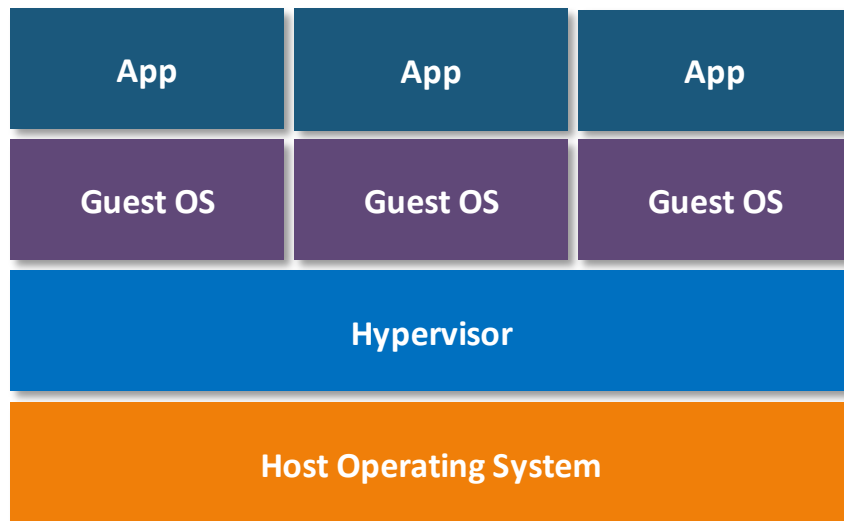 App
App
App
Guest OS
Guest OS
Guest OS
Hypervisor
Host Operating System